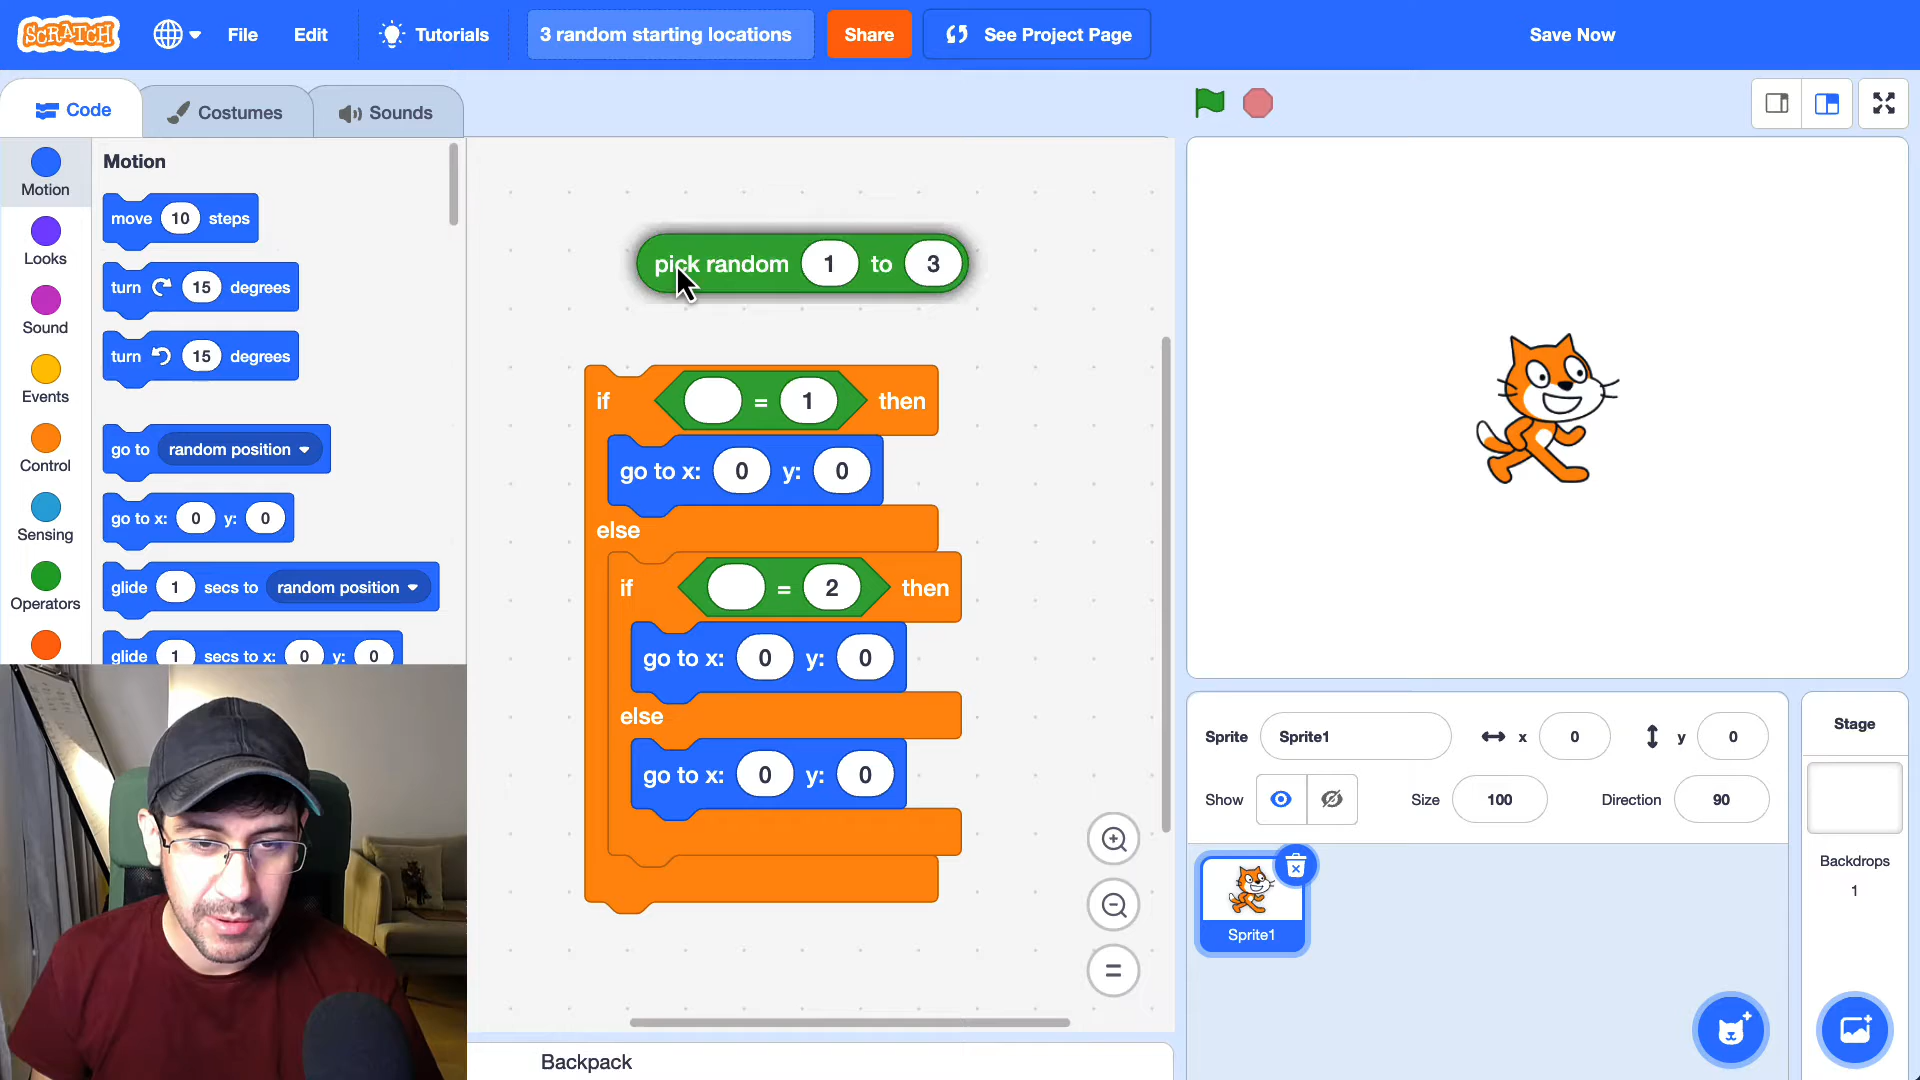 SCRATCH File Edit Tutorials 3 random starting locations Share See Project Page Save Now
Code Costumes Sounds
Motion
Looks
Sound
Events
Control
Sensing
Operators
Motion
move 10 steps
turn 15 degrees
turn 15 degrees
go to random position
go to x: 0 y: 0
glide 1 secs to random position
glide 1 secs to x: 0 y: 0
pick random 1 to 3
if = 1 then
go to x: 0 y: 0
else
if = 2 then
go to x: 0 y: 0
else
go to x: 0 y: 0
Backpack
Sprite Sprite1 x 0 y 0
Show Size 100 Direction 90
Sprite1
Stage
Backdrops
1